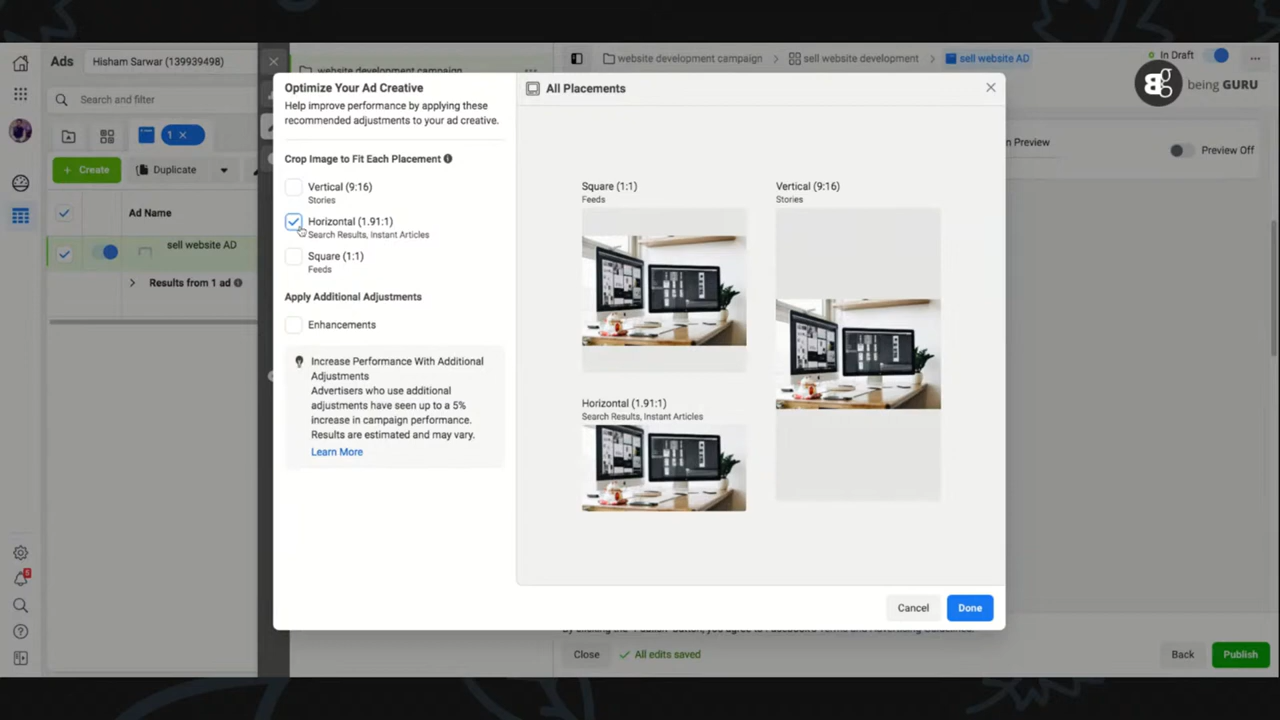 Ads
Hisham Sarwar (139939498)
website development campaign
website development campaign
sell website development
sell website AD
In Draft
being GURU
Search and filter
1
Create
Duplicate
Preview Off
Ad Name
sell website AD
Results from 1 ad
Optimize Your Ad Creative
Help improve performance by applying these
recommended adjustments to your ad creative.
Crop Image to Fit Each Placement
Vertical (9:16)
Stories
Horizontal (1.91:1)
Search Results, Instant Articles
Square (1:1)
Feeds
Apply Additional Adjustments
Enhancements
Increase Performance With Additional
Adjustments
Advertisers who use additional
adjustments have seen up to a 5%
increase in campaign performance.
Results are estimated and may vary.
Learn More
All Placements
Square (1:1)
Feeds
Vertical (9:16)
Stories
Horizontal (1.91:1)
Search Results, Instant Articles
Cancel
Done
Close
All edits saved
Back
Publish